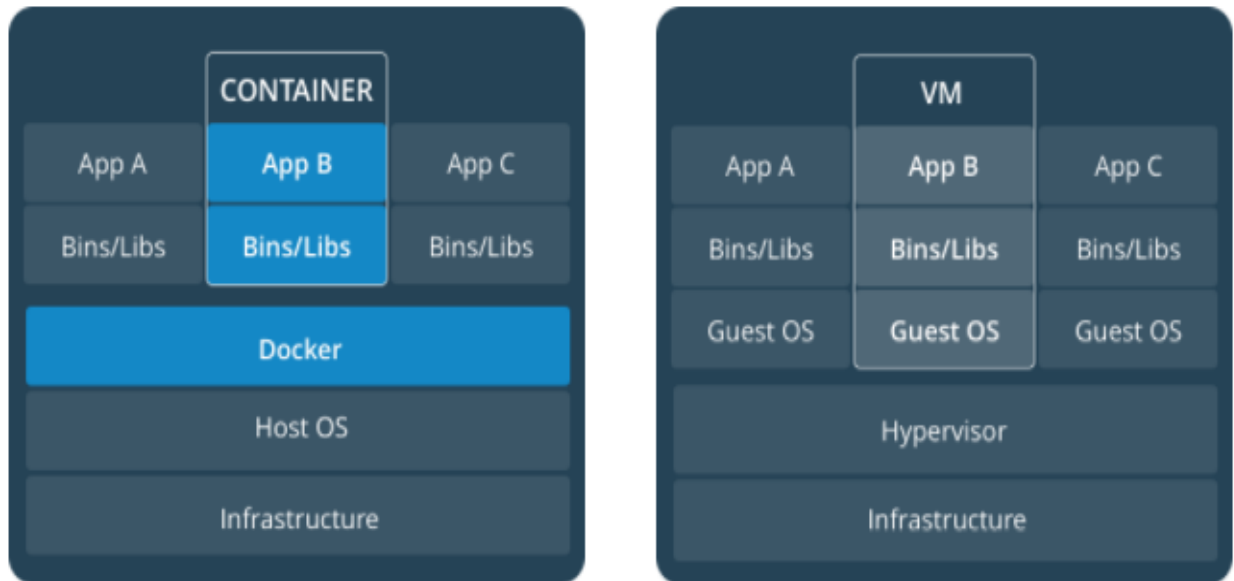 CONTAINER
App A App B App C
Bins/Libs Bins/Libs Bins/Libs
Docker
Host OS
Infrastructure
VM
App A App B App C
Bins/Libs Bins/Libs Bins/Libs
Guest OS Guest OS Guest OS
Hypervisor
Infrastructure